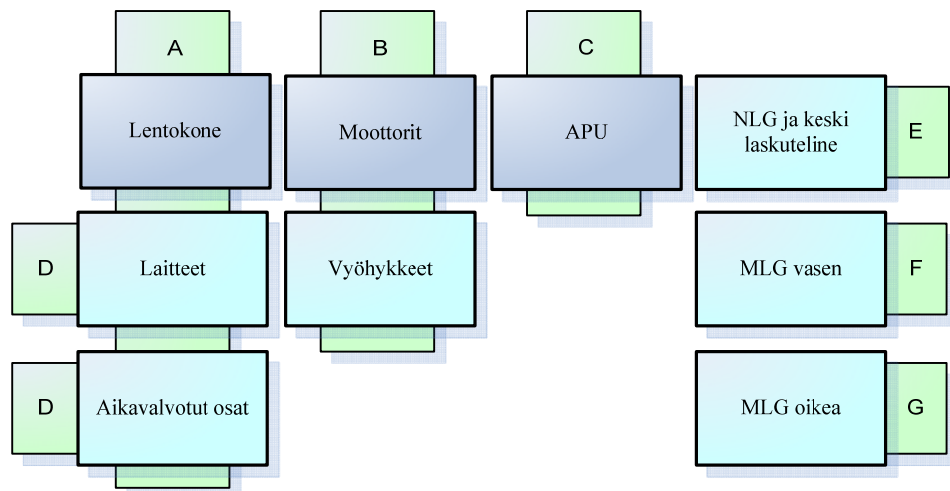 A
B
C
Lentokone
Moottorit
APU
NLG ja keski
laskuteline
E
D
Laitteet
Vyöhykkeet
MLG vasen
F
D
Aikavalvotut osat
MLG oikea
G